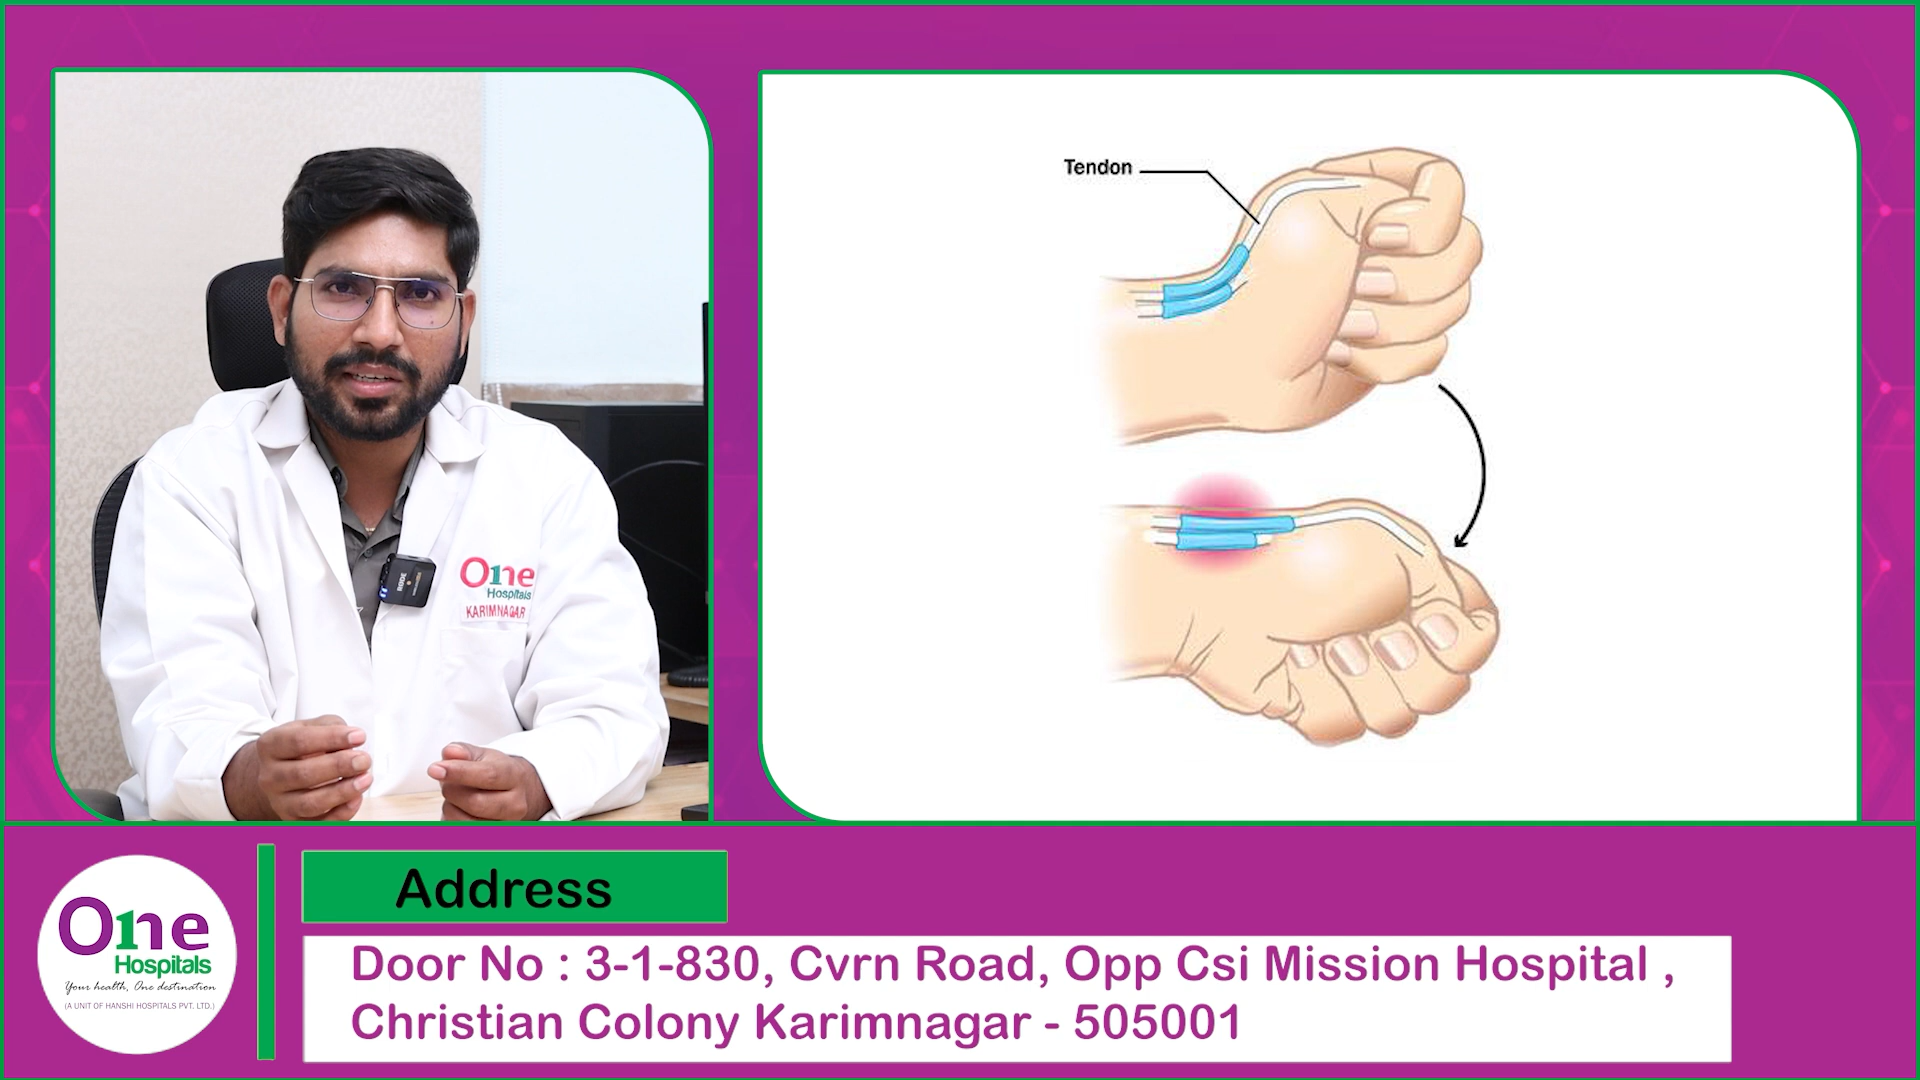 Tendon
RODE
One
Hospitals
KARIMNAGAR
One
Hospitals
Your health, One destination
(A UNIT OF HANSHI HOSPITALS PVT. LTD.)
Address
Door No : 3-1-830, Cvrn Road, Opp Csi Mission Hospital ,
Christian Colony Karimnagar - 505001